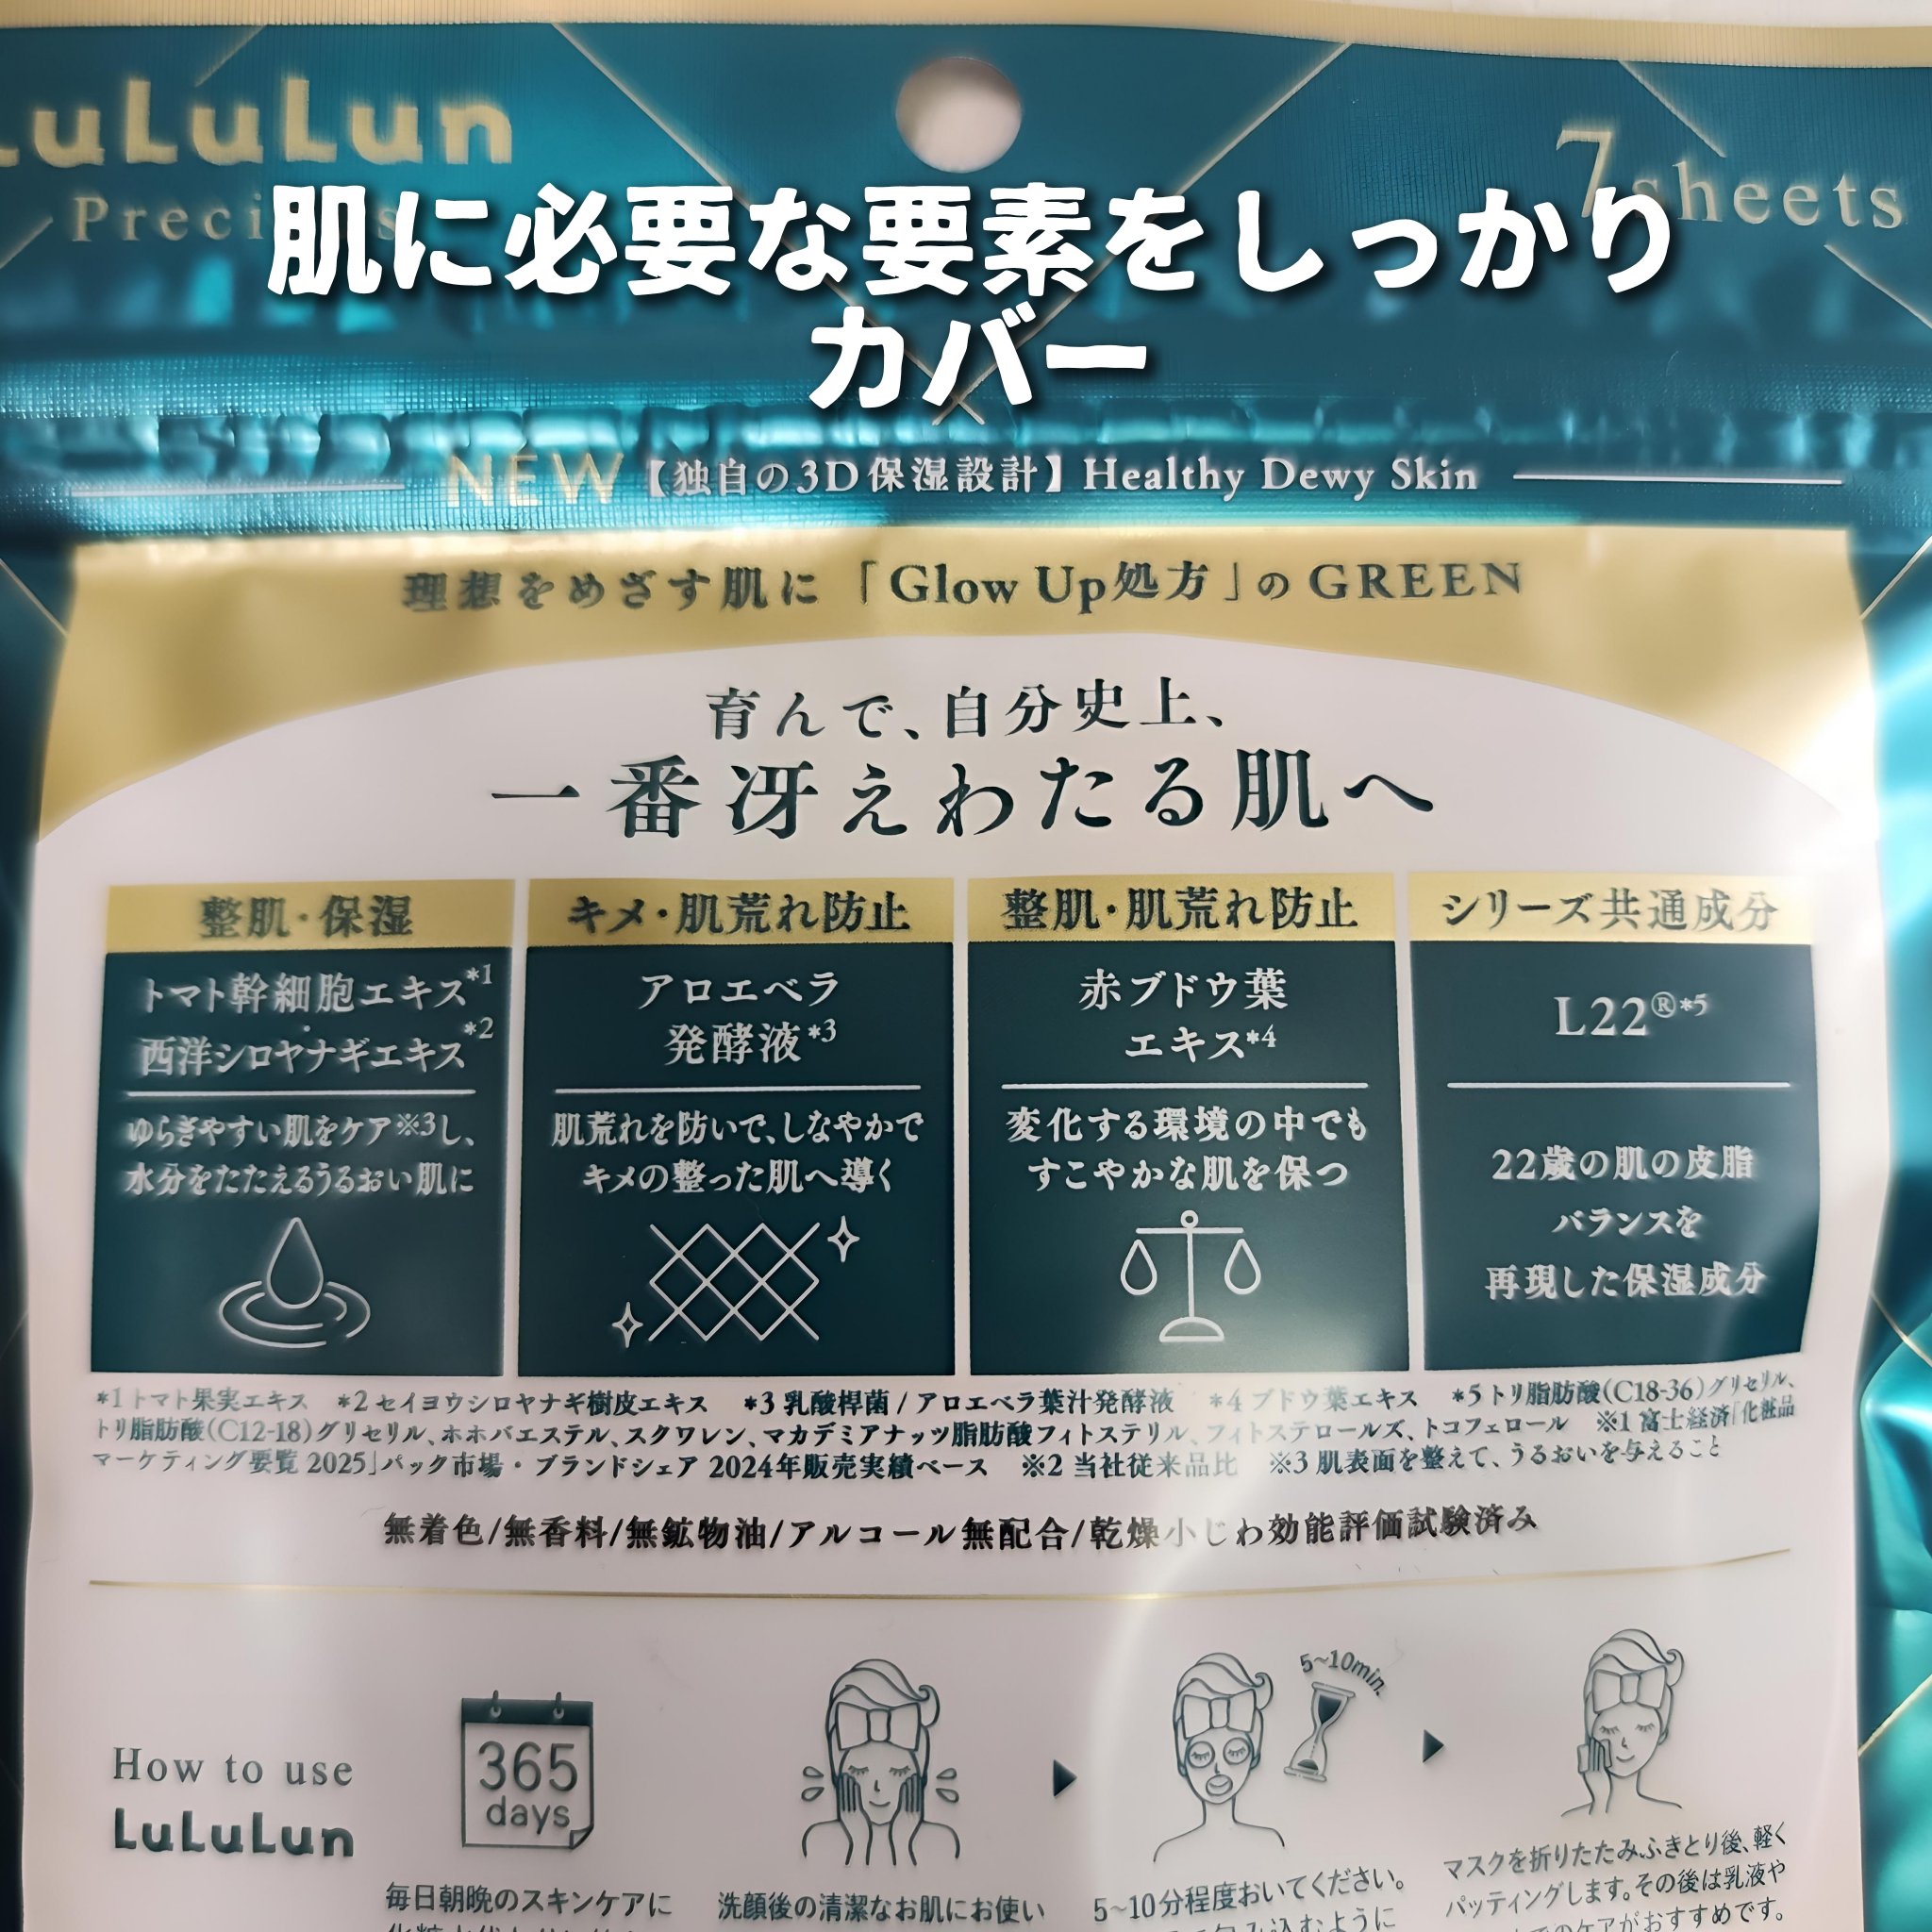 LuLuLun
7sheets
肌に必要な要素をしっかり
カバー
NEW【独自の3D保湿設計】Healthy Dewy Skin
理想をめざす肌に「Glow Up処方」のGREEN
育んで、自分史上、
一番冴えわたる肌へ
整肌・保湿
トマト幹細胞エキス*1
・
西洋シロヤナギエキス*2
ゆらぎやすい肌をケア※3し、
水分をたたえるうるおい肌に
キメ・肌荒れ防止
アロエベラ
発酵液*3
肌荒れを防いで、しなやかで
キメの整った肌へ導く
整肌・肌荒れ防止
赤ブドウ葉
エキス*4
変化する環境の中でも
すこやかな肌を保つ
シリーズ共通成分
L22®*5
22歳の肌の皮脂
バランスを
再現した保湿成分
*1 トマト果実エキス *2 セイヨウシロヤナギ樹皮エキス *3 乳酸桿菌/アロエベラ葉汁発酵液 *4 ブドウ葉エキス *5 トリ脂肪酸(C18-36)グリセリル、
トリ脂肪酸(C12-18)グリセリル、ホホバエステル、スクワレン、マカデミアナッツ脂肪酸フィトステリル、フィトステロールズ、トコフェロール ※1 富士経済「化粧品
マーケティング要覧 2025」パック市場・ブランドシェア 2024年販売実績ベース ※2 当社従来品比 ※3 肌表面を整えて、うるおいを与えること
無着色/無香料/無鉱物油/アルコール無配合/乾燥小じわ効能評価試験済み
How to use
LuLuLun
365
days
5~10min.
毎日朝晩のスキンケアに
洗顔後の清潔なお肌にお使い
5~10分程度おいてください。
包み込むように
マスクを折りたたみふきとり後、軽く
パッティングします。その後は乳液や
のケアがおすすめです。